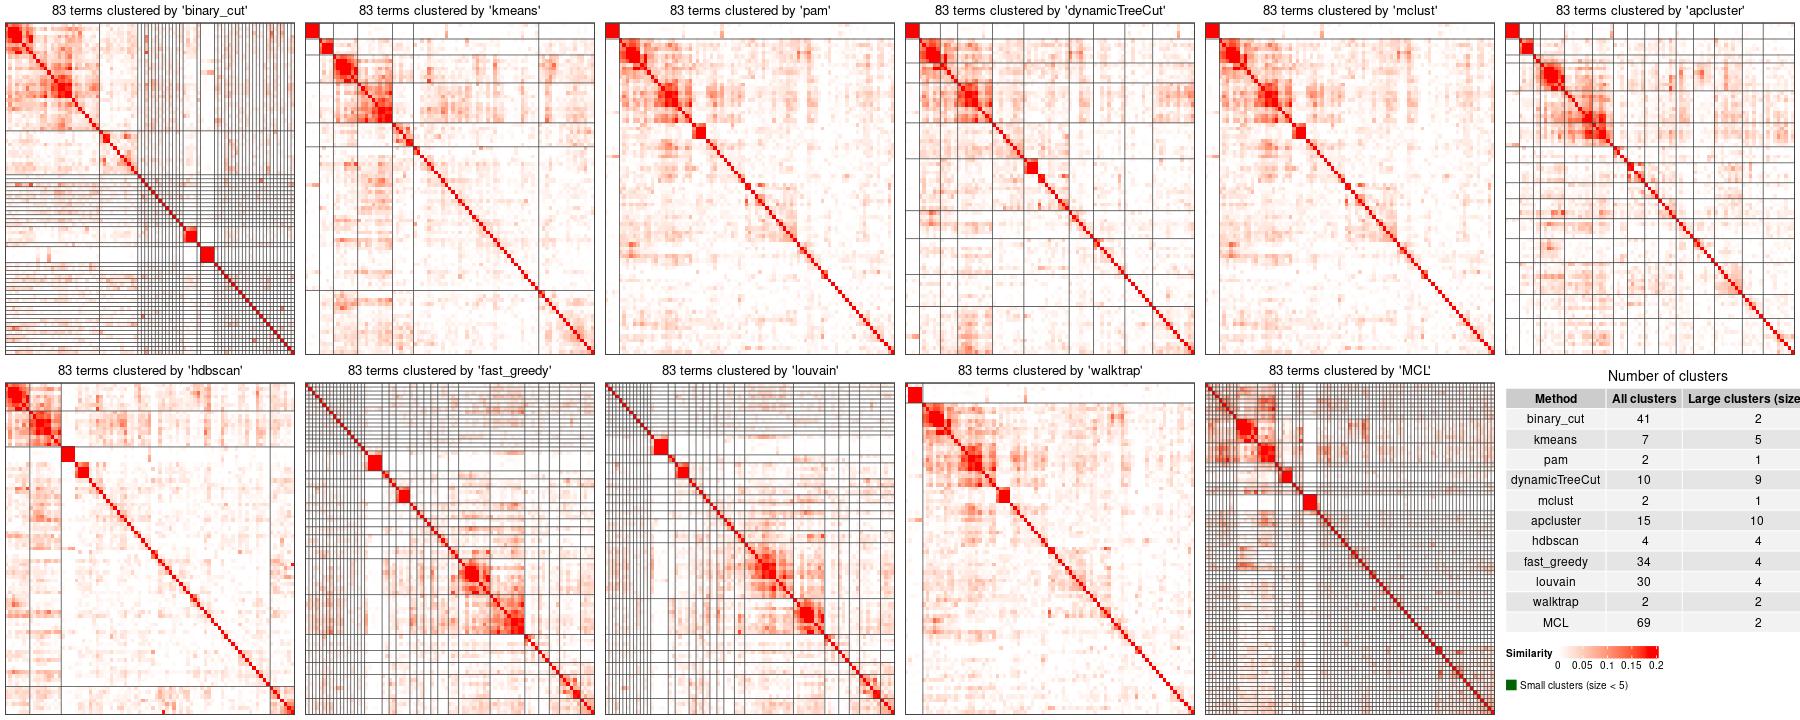 83 terms clustered by 'binary_cut'
83 terms clustered by 'kmeans'
83 terms clustered by 'pam'
83 terms clustered by 'dynamicTreeCut'
83 terms clustered by 'mclust'
83 terms clustered by 'apcluster'
83 terms clustered by 'hdbscan'
83 terms clustered by 'fast_greedy'
83 terms clustered by 'louvain'
83 terms clustered by 'walktrap'
83 terms clustered by 'MCL'
Number of clusters
Method All clusters Large clusters (size
binary_cut 41 2
kmeans 7 5
pam 2 1
dynamicTreeCut 10 9
mclust 2 1
apcluster 15 10
hdbscan 4 4
fast_greedy 34 4
louvain 30 4
walktrap 2 2
MCL 69 2
Similarity
0 0.05 0.1 0.15 0.2
Small clusters (size < 5)